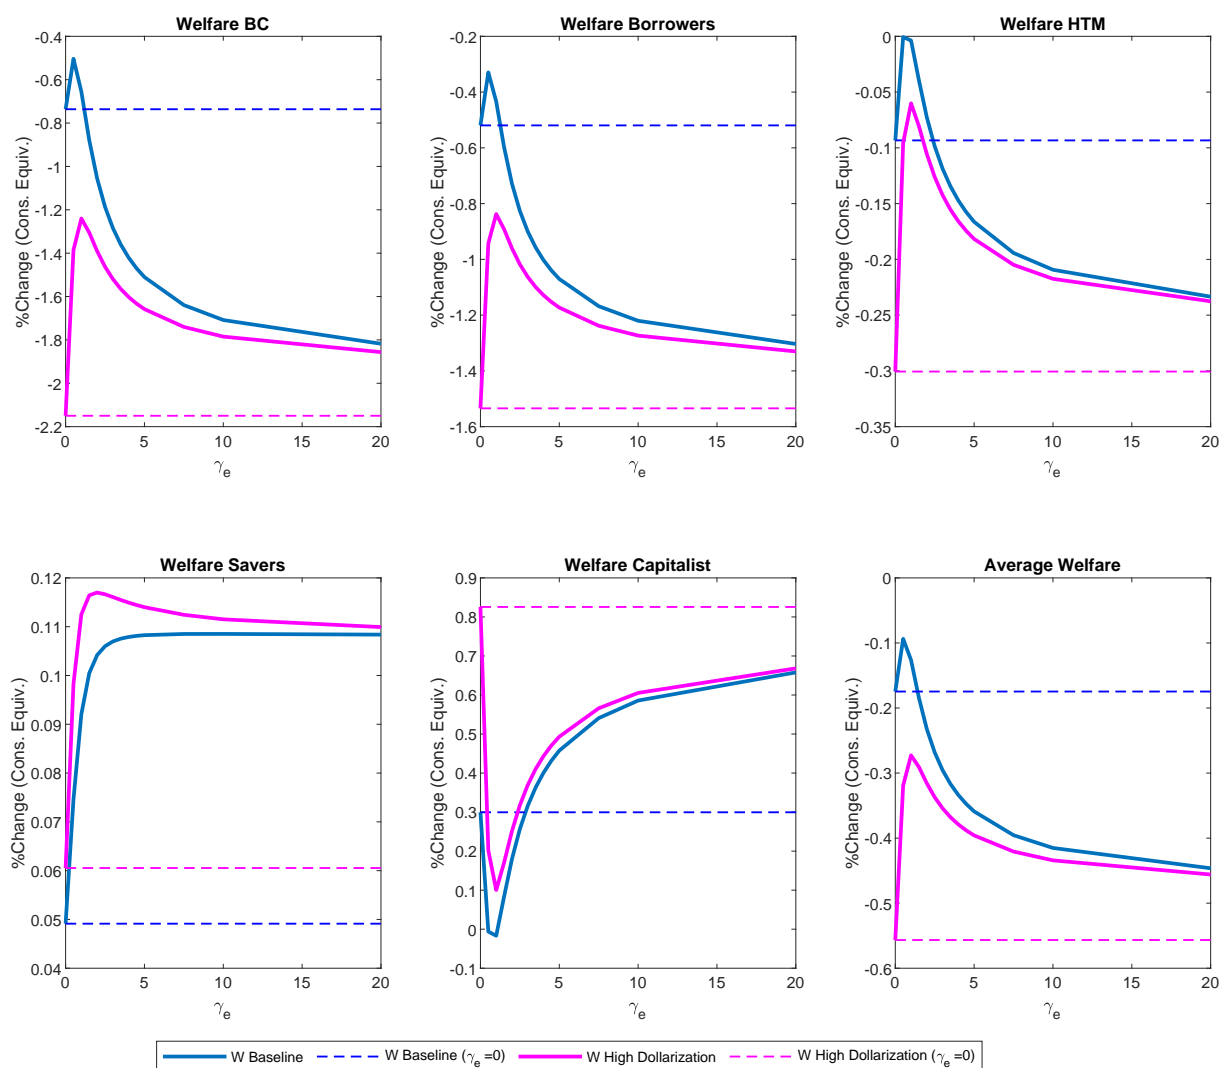 Welfare BC
Welfare Borrowers
Welfare HTM
-0.4
-0.6
-0.8
-1
-1.2
-1.4
-1.6
-1.8
-2
-2.2
%Change (Cons. Equiv.)
0 5 10 15 20
γe
-0.2
-0.4
-0.6
-0.8
-1
-1.2
-1.4
-1.6
%Change (Cons. Equiv.)
0 5 10 15 20
γe
0
-0.05
-0.1
-0.15
-0.2
-0.25
-0.3
-0.35
%Change (Cons. Equiv.)
0 5 10 15 20
γe
Welfare Savers
Welfare Capitalist
Average Welfare
0.12
0.11
0.1
0.09
0.08
0.07
0.06
0.05
0.04
%Change (Cons. Equiv.)
0 5 10 15 20
γe
0.9
0.8
0.7
0.6
0.5
0.4
0.3
0.2
0.1
0
-0.1
%Change (Cons. Equiv.)
0 5 10 15 20
γe
0
-0.1
-0.2
-0.3
-0.4
-0.5
-0.6
%Change (Cons. Equiv.)
0 5 10 15 20
γe
W Baseline W Baseline (γe =0) W High Dollarization W High Dollarization (γe =0)